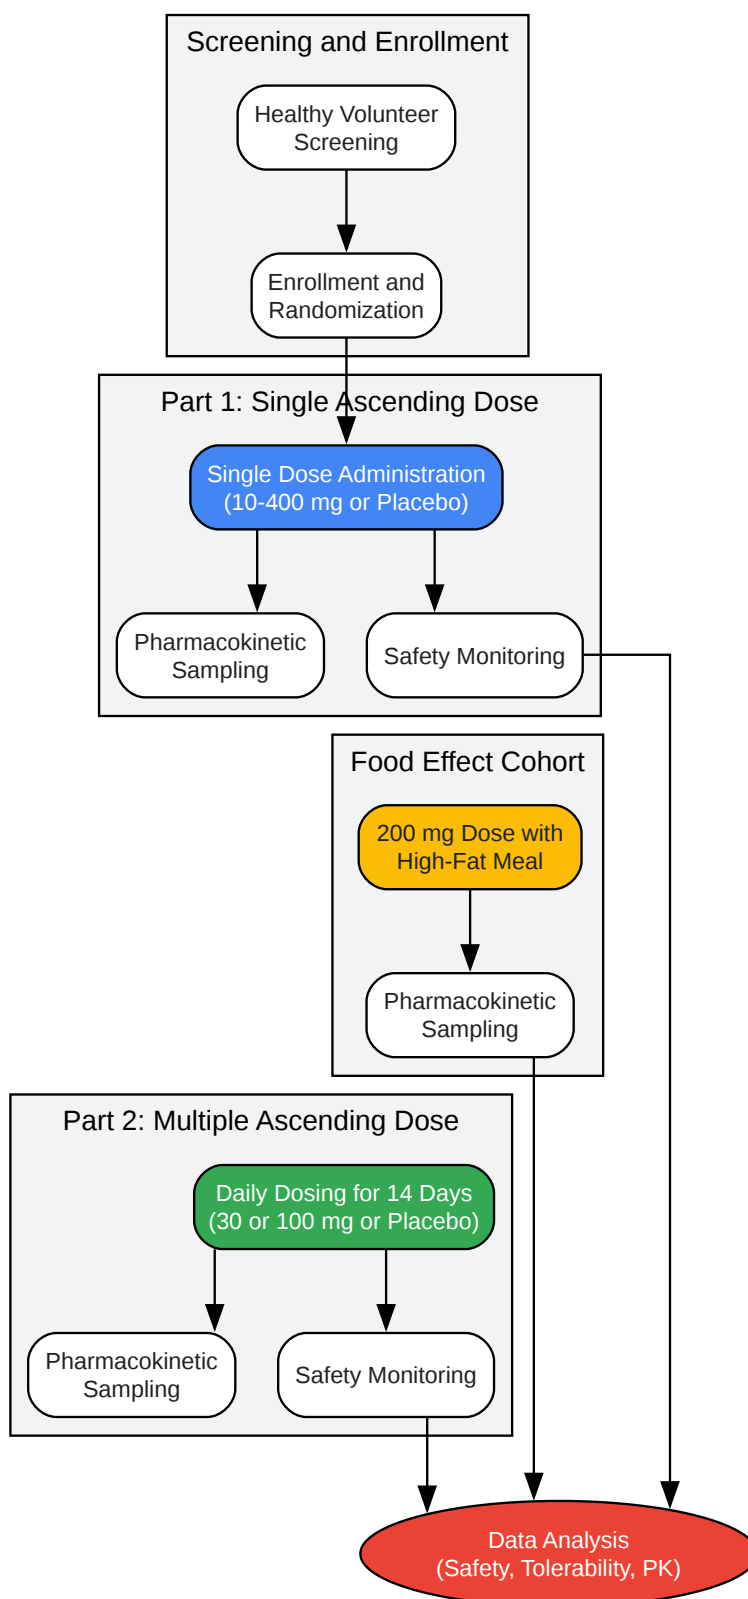 Screening and Enrollment
Healthy Volunteer
Screening
Enrollment and
Randomization
Part 1: Single Ascending Dose
Single Dose Administration
(10-400 mg or Placebo)
Pharmacokinetic
Sampling
Safety Monitoring
Food Effect Cohort
200 mg Dose with
High-Fat Meal
Pharmacokinetic
Sampling
Part 2: Multiple Ascending Dose
Daily Dosing for 14 Days
(30 or 100 mg or Placebo)
Pharmacokinetic
Sampling
Safety Monitoring
Data Analysis
(Safety, Tolerability, PK)